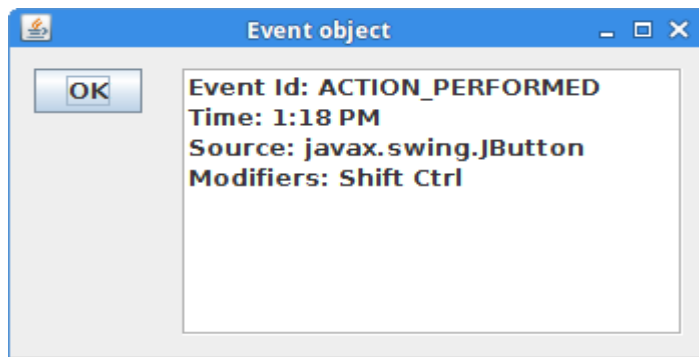 Event object
OK
Event Id: ACTION_PERFORMED
Time: 1:18 PM
Source: javax.swing.JButton
Modifiers: Shift Ctrl